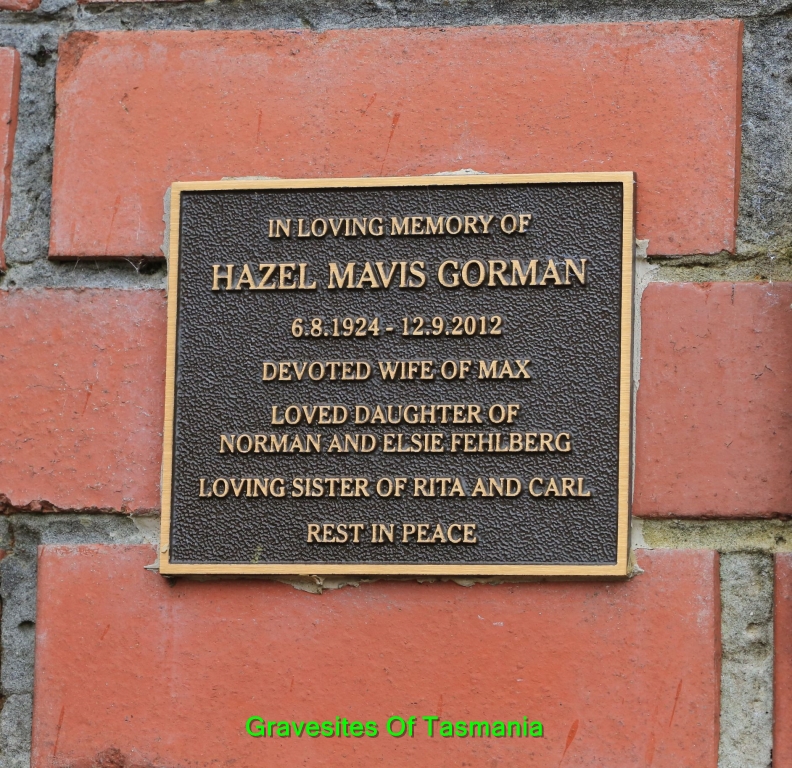 IN LOVING MEMORY OF
HAZEL MAVIS GORMAN
6.8.1924 - 12.9.2012
DEVOTED WIFE OF MAX
LOVED DAUGHTER OF
NORMAN AND ELSIE FEHLBERG
LOVING SISTER OF RITA AND CARL
REST IN PEACE
Gravesites Of Tasmania